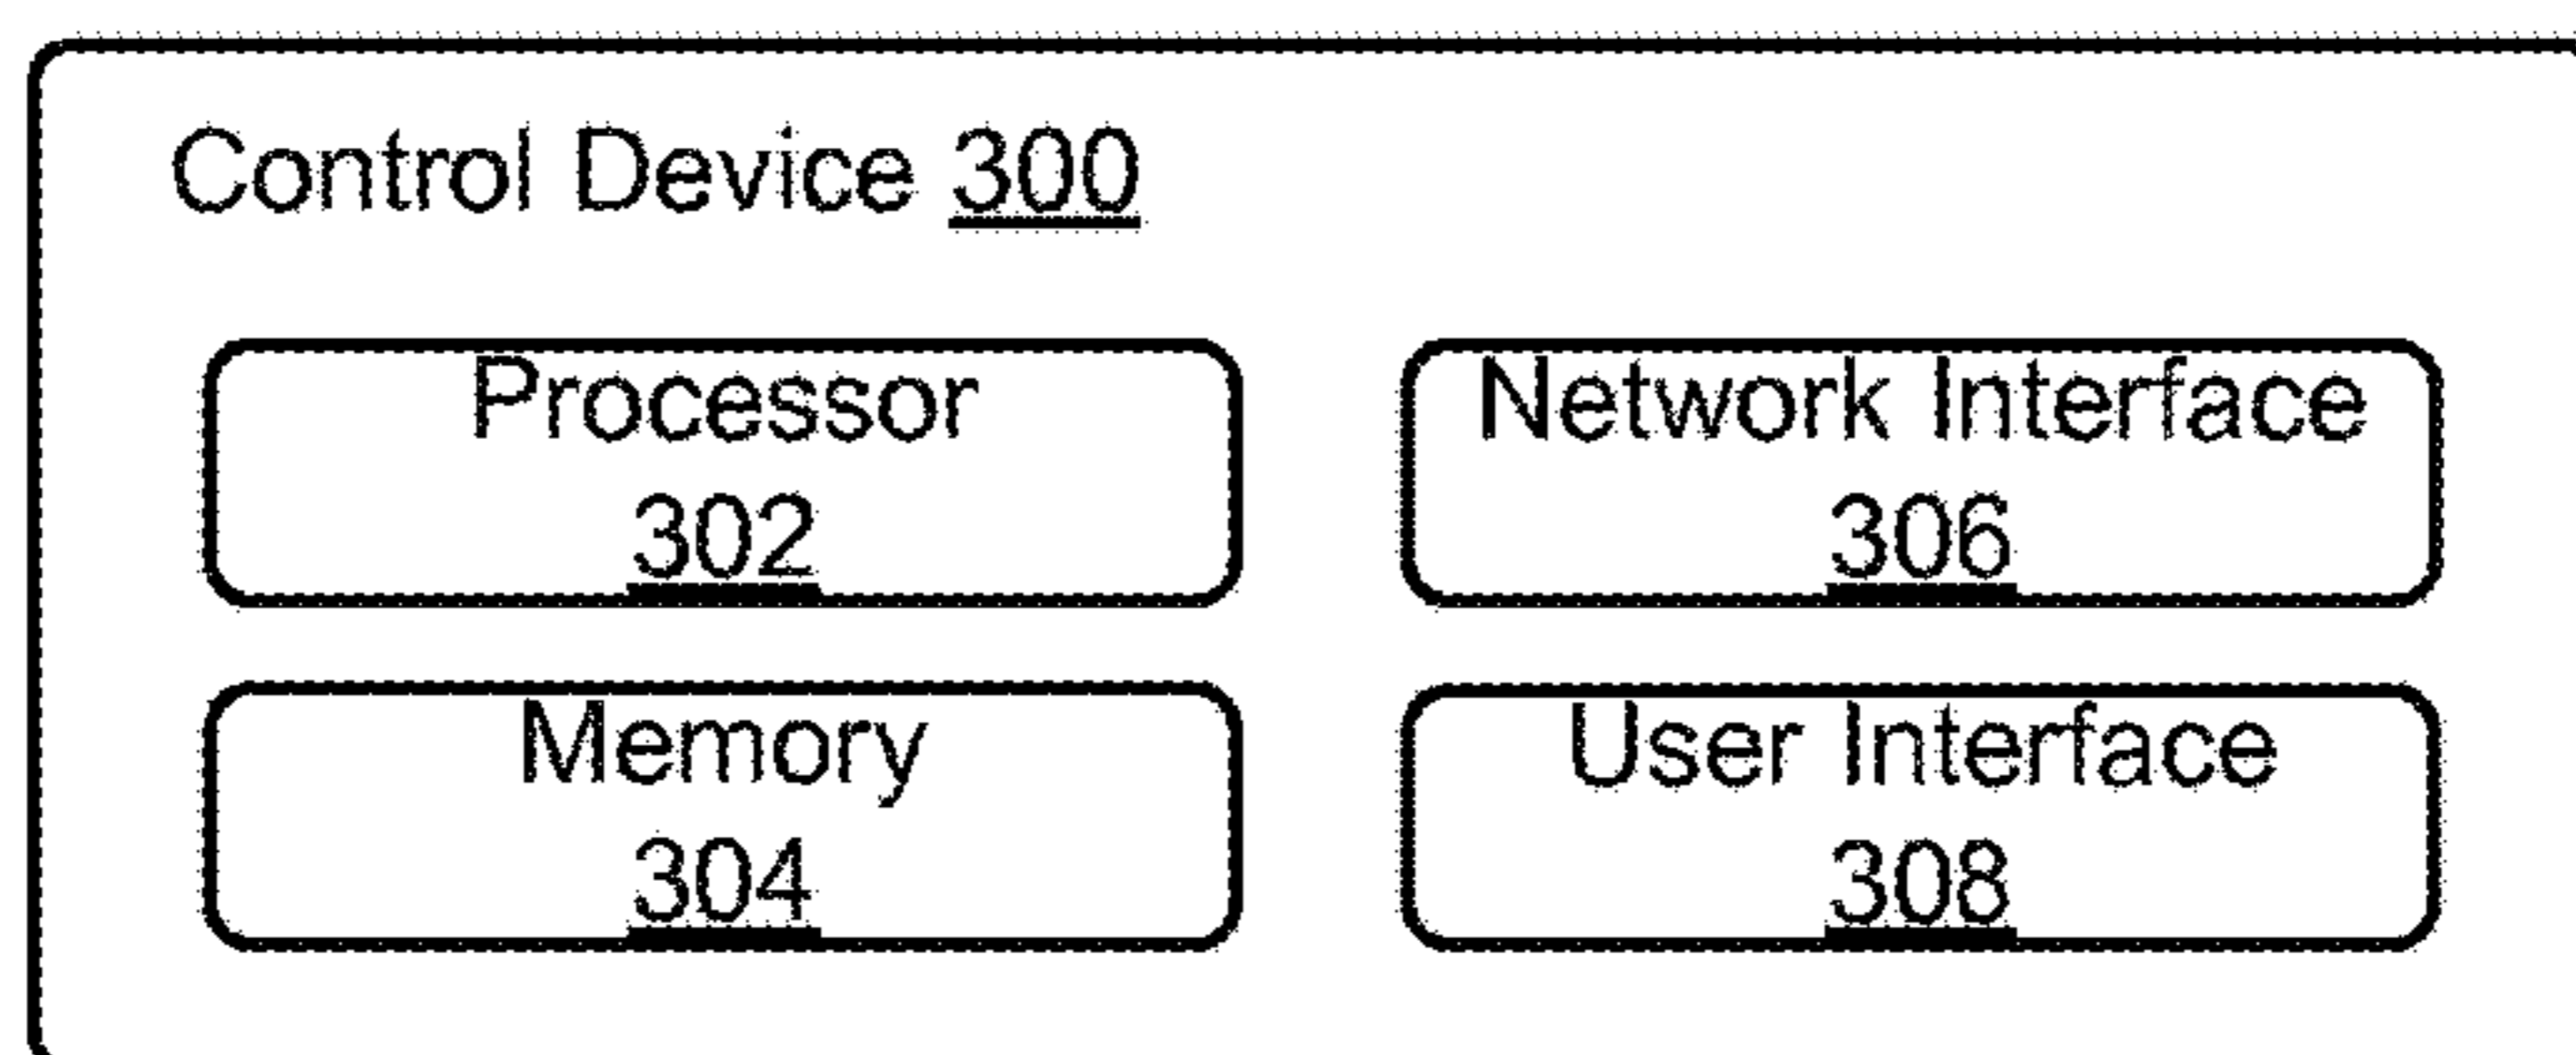 Control Device 300
Processor
302
Network Interface
306
Memory
304
User Interface
308